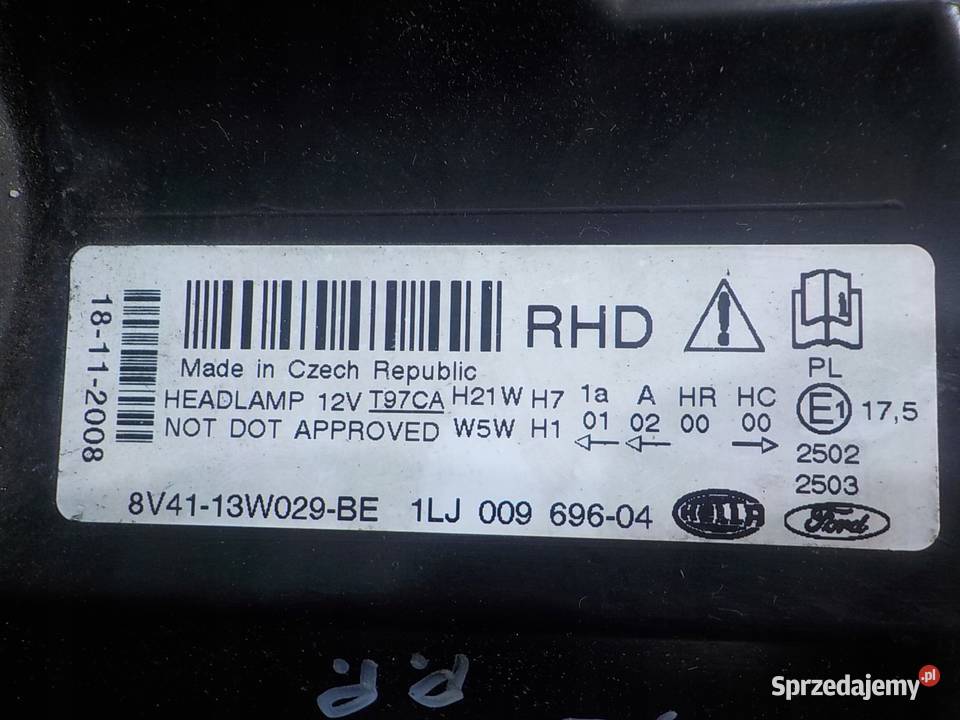 18-11-2008
RHD
Made in Czech Republic
HEADLAMP 12V T97CA H21W H7 1a A HR HC
NOT DOT APPROVED W5W H1 01 02 00 00
PL
E1 17,5
2502
2503
8V41-13W029-BE 1LJ 009 696-04 HELLA Ford
Sprzedajemy.pl